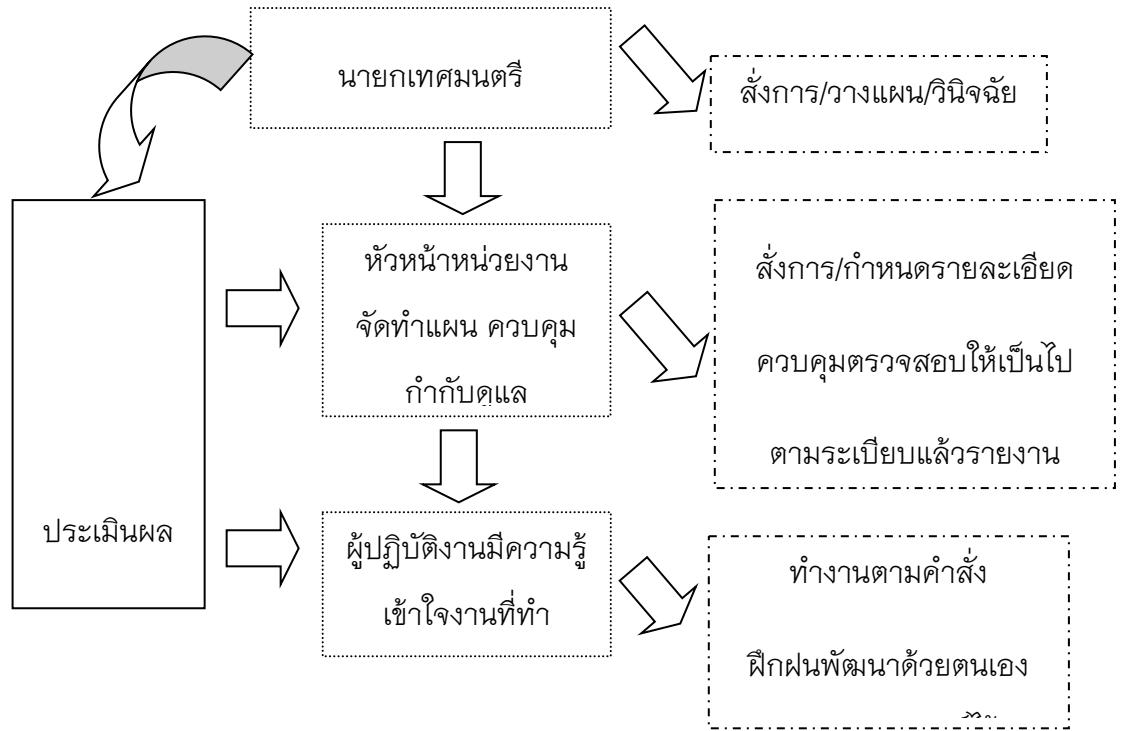 นายกเทศมนตรี
สั่งการ/วางแผน/วินิจฉัย
หัวหน้าหน่วยงาน
จัดทำแผน ควบคุม
กำกับดูแล
สั่งการ/กำหนดรายละเอียด
ควบคุมตรวจสอบให้เป็นไป
ตามระเบียบแล้วรายงาน
ประเมินผล
ผู้ปฏิบัติงานมีความรู้
เข้าใจงานที่ทำ
ทำงานตามคำสั่ง
ฝึกฝนพัฒนาด้วยตนเอง